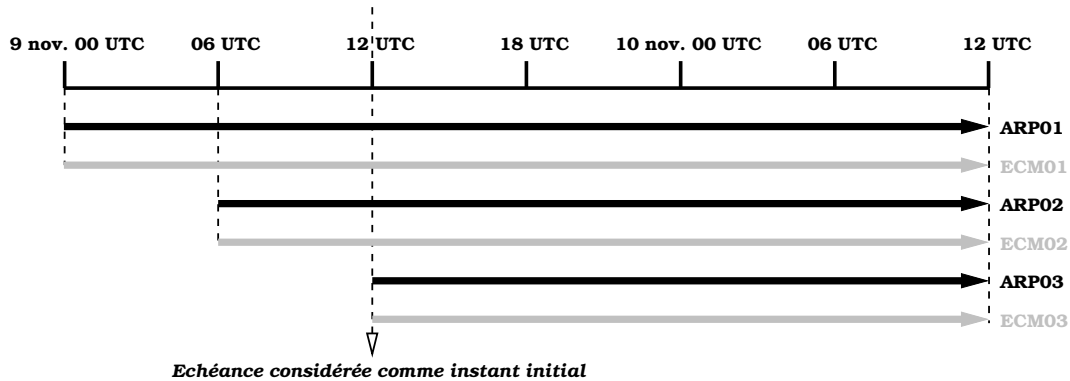 9 nov. 00 UTC 06 UTC 12 UTC 18 UTC 10 nov. 00 UTC 06 UTC 12 UTC
ARP01
ECM01
ARP02
ECM02
ARP03
ECM03
Echéance considérée comme instant initial